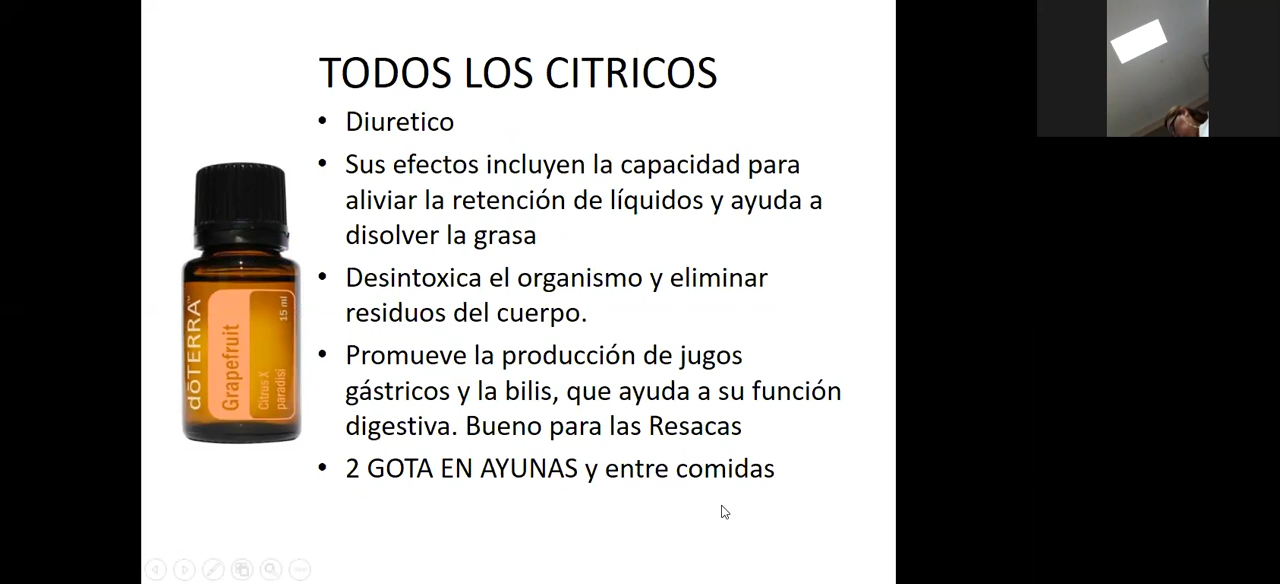 TODOS LOS CITRICOS
• Diuretico
• Sus efectos incluyen la capacidad para
aliviar la retención de líquidos y ayuda a
disolver la grasa
• Desintoxica el organismo y eliminar
residuos del cuerpo.
• Promueve la producción de jugos
gástricos y la bilis, que ayuda a su función
digestiva. Bueno para las Resacas
• 2 GOTA EN AYUNAS y entre comidas
dōTERRA™
Grapefruit
Citrus X
paradisi
15 ml